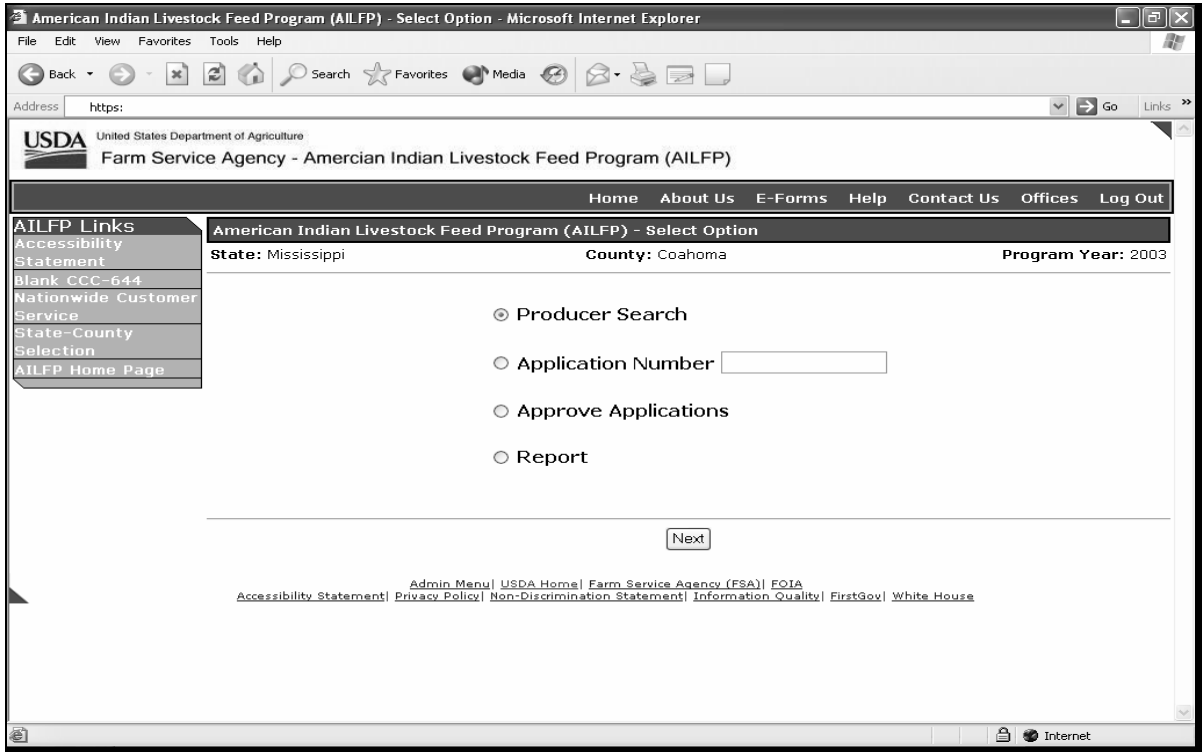 American Indian Livestock Feed Program (AILFP) - Select Option - Microsoft Internet Explorer
File Edit View Favorites Tools Help
Back Search Favorites Media
Address https: Go Links »
USDA United States Department of Agriculture
Farm Service Agency - Amercian Indian Livestock Feed Program (AILFP)
Home About Us E-Forms Help Contact Us Offices Log Out
AILFP Links
Accessibility
Statement
Blank CCC-644
Nationwide Customer
Service
State-County
Selection
AILFP Home Page
American Indian Livestock Feed Program (AILFP) - Select Option
State: Mississippi County: Coahoma Program Year: 2003
Producer Search
Application Number
Approve Applications
Report
Next
Admin Menu| USDA Home| Farm Service Agency (FSA)| FOIA
Accessibility Statement| Privacy Policy| Non-Discrimination Statement| Information Quality| FirstGov| White House
Internet